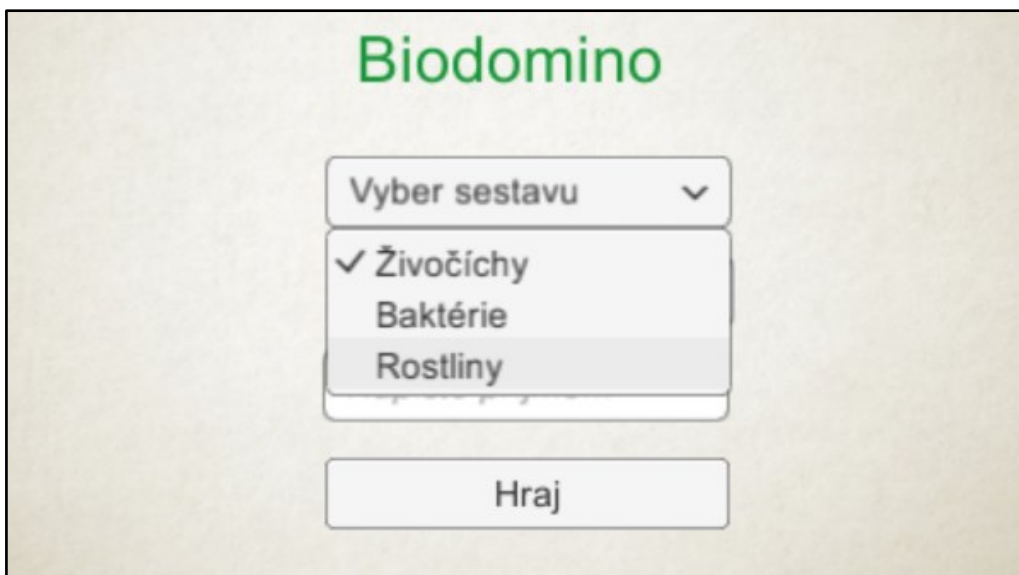 Biodomino
Vyber sestavu
Živočíchy
Baktérie
Rostliny
Hraj